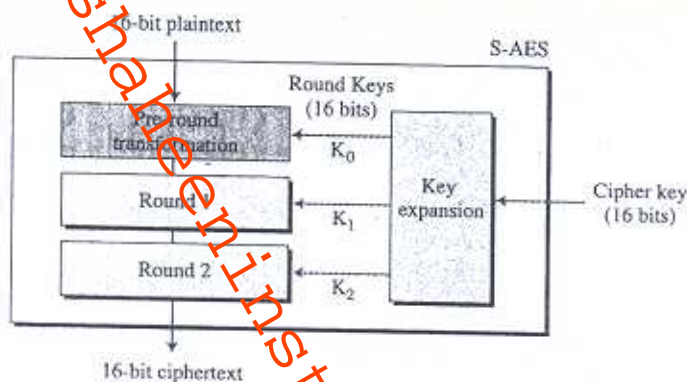 16-bit plaintext
S-AES
Round Keys
(16 bits)
Pre-round
transformation
K0
Round 1
K1
Key
expansion
Cipher key
(16 bits)
Round 2
K2
16-bit ciphertext
shaheeninst